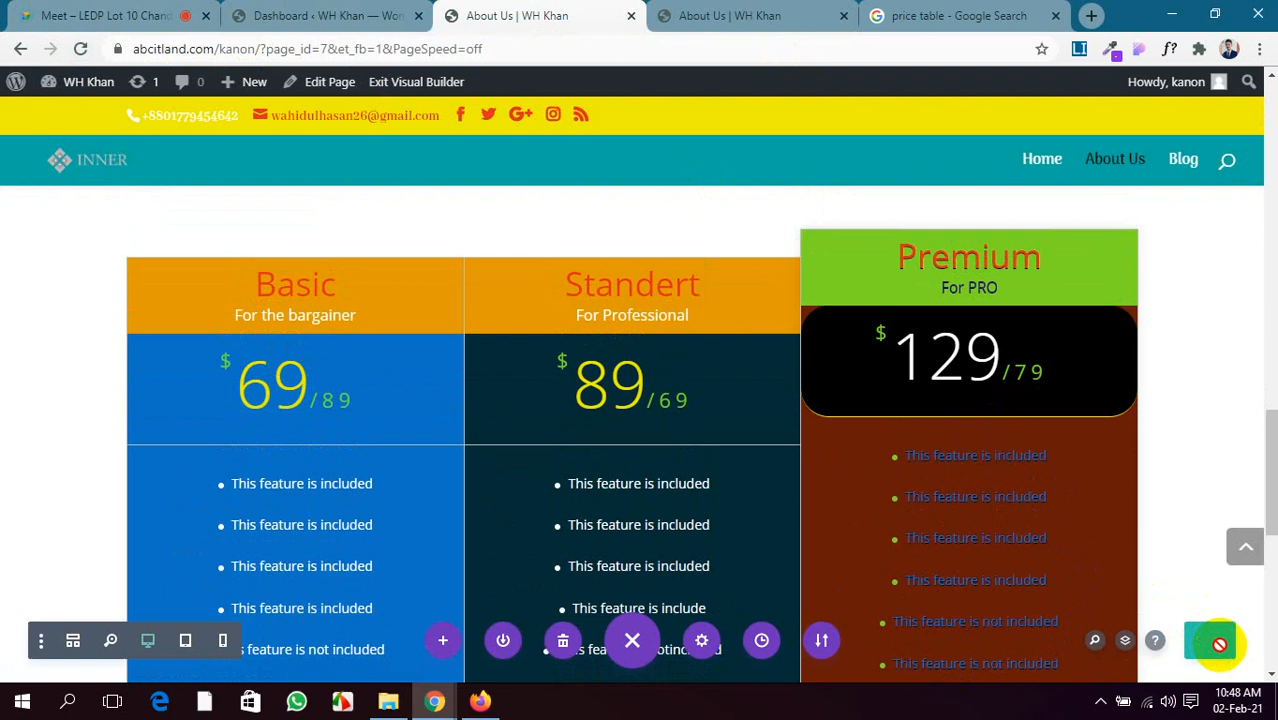 Meet – LEDP Lot 10 Chand
Dashboard ‹ WH Khan — Wor
About Us | WH Khan
About Us | WH Khan
price table - Google Search
abcitland.com/kanon/?page_id=7&et_fb=1&PageSpeed=off
f?
WH Khan
1
0
New
Edit Page
Exit Visual Builder
Howdy, kanon
+8801779454642
wahidulhasan26@gmail.com
INNER
Home
About Us
Blog
Basic
For the bargainer
$
69
/89
This feature is included
This feature is included
This feature is included
This feature is included
s feature is not included
Standert
For Professional
$
89
/69
This feature is included
This feature is included
This feature is included
This feature is include
Premium
For PRO
$
129
/79
This feature is included
This feature is included
This feature is included
This feature is included
This feature is not included
This feature is not included
?
10:48 AM
02-Feb-21